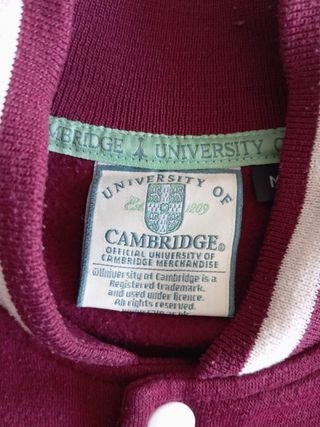 MBRIDGE UNIVERSITY O
M
UNIVERSITY OF
Est 1209
CAMBRIDGE®
OFFICIAL UNIVERSITY OF
CAMBRIDGE MERCHANDISE
©University of Cambridge is a
Registered trademark,
and used under licence.
All rights reserved.